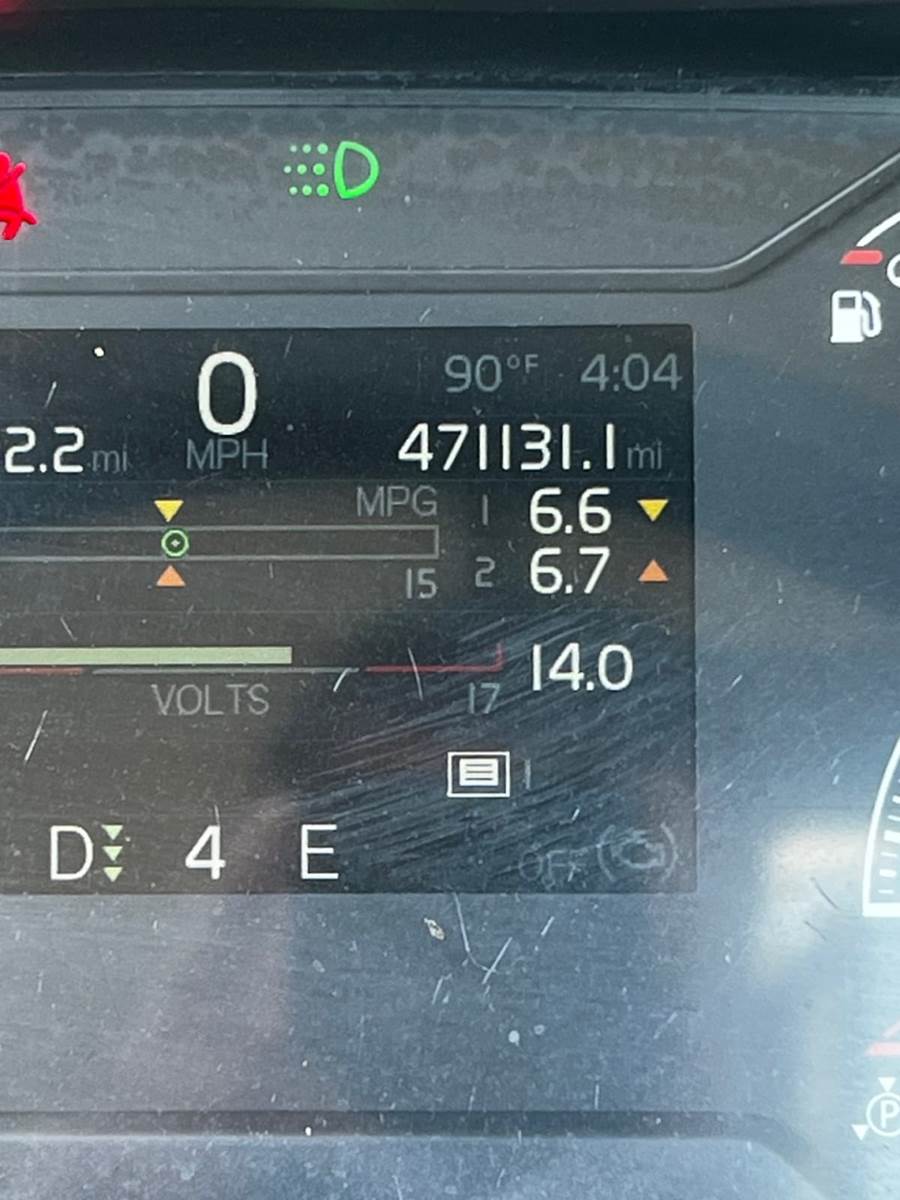 0 90°F 4:04
2.2 mi MPH 471131.1 mi
MPG 1 6.6
15 2 6.7
14.0
VOLTS 17
1
D 4 E OFF
P